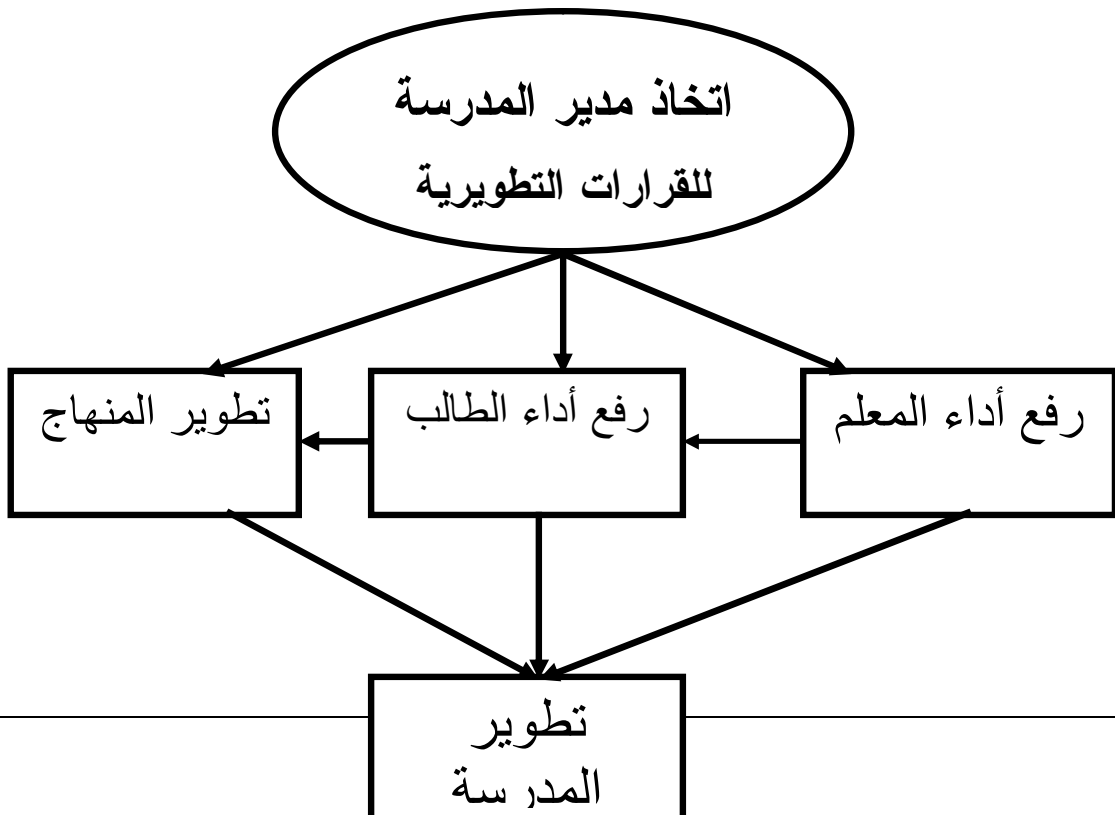 اتخاذ مدير المدرسة
للقرارات التطويرية
رفع أداء المعلم
رفع أداء الطالب
تطوير المنهاج
تطوير
المدرسة